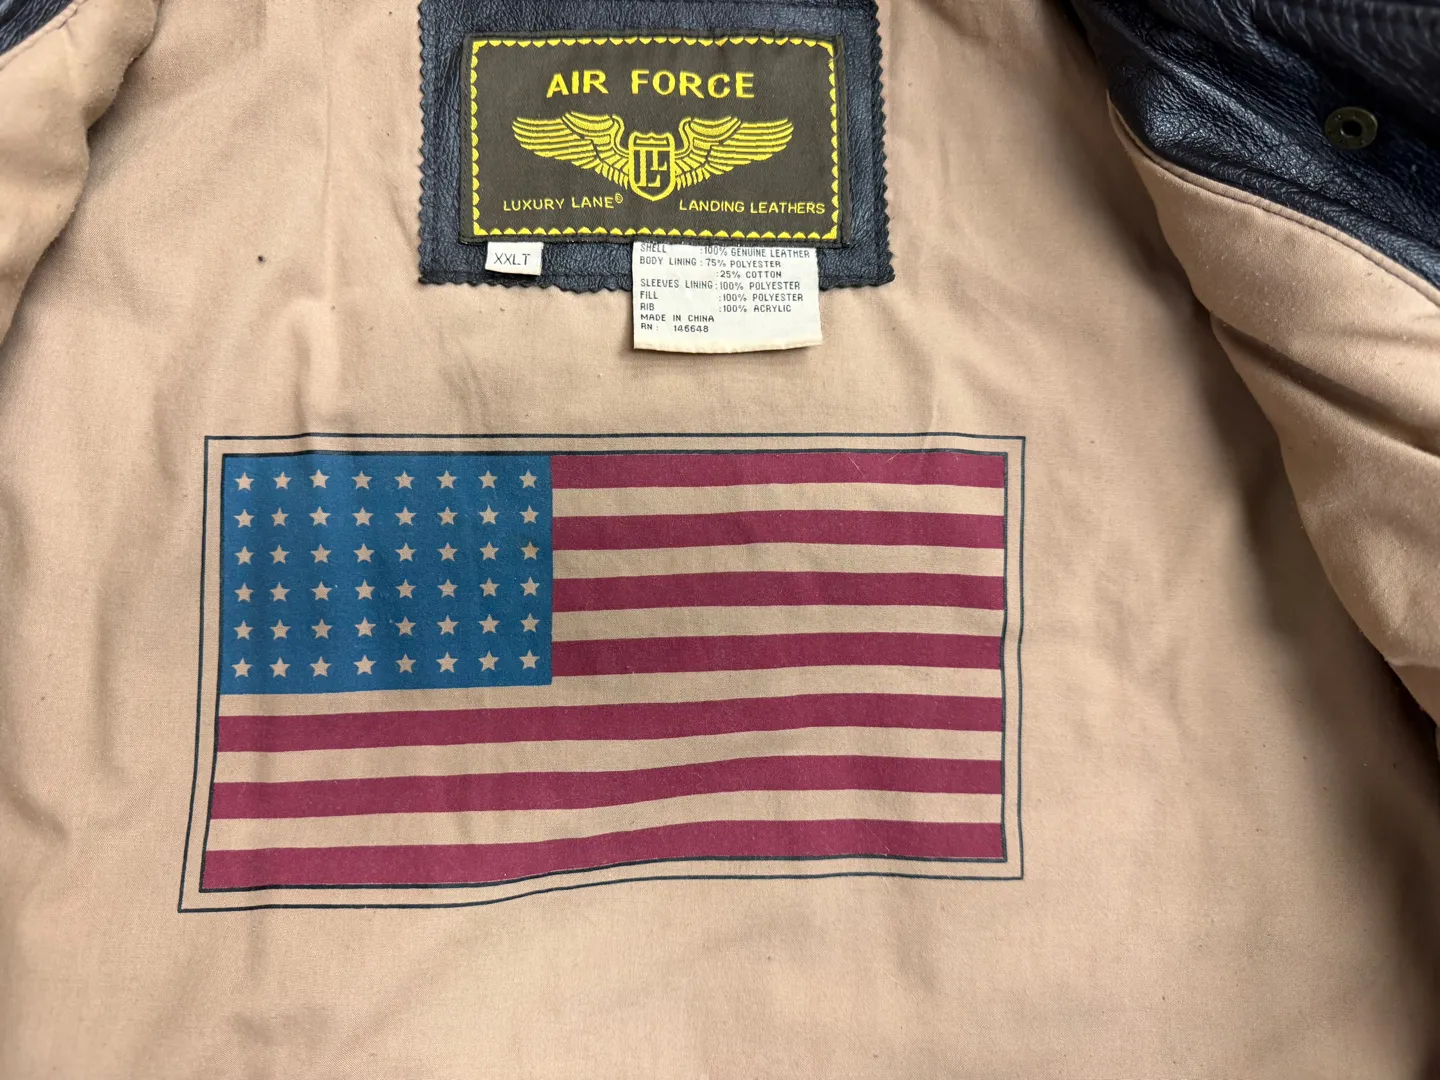 AIR FORCE
LL
LUXURY LANE® LANDING LEATHERS
XXLT
SHELL :100% GENUINE LEATHER
BODY LINING : 75% POLYESTER
:25% COTTON
SLEEVES LINING :100% POLYESTER
FILL :100% POLYESTER
RIB :100% ACRYLIC
MADE IN CHINA
RN : 146648